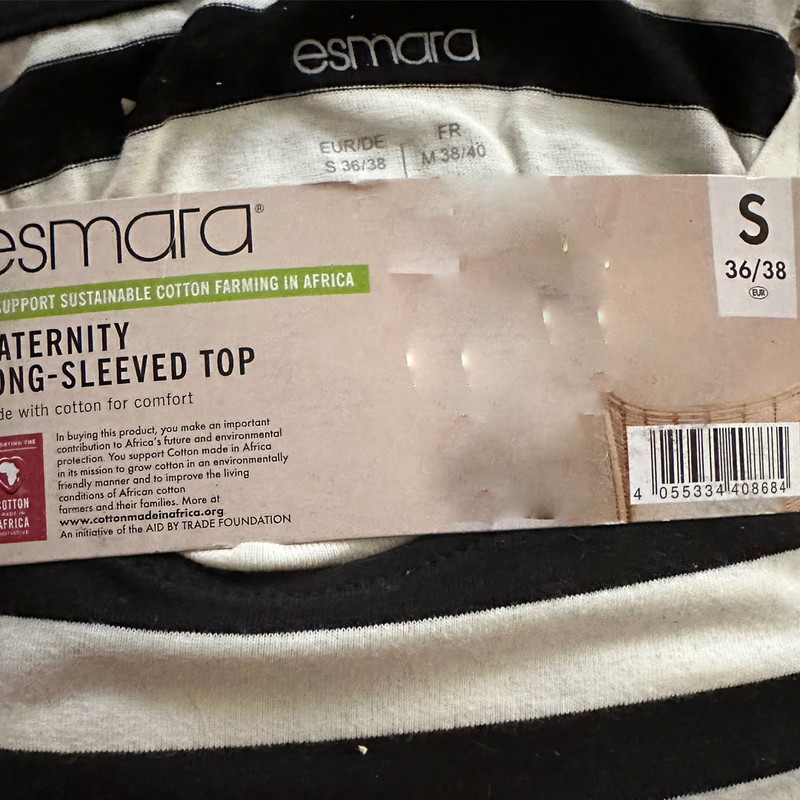 esmara
EUR/DE
S 36/38
FR
M 38/40
esmara®
SUPPORT SUSTAINABLE COTTON FARMING IN AFRICA
ATERNITY
ONG-SLEEVED TOP
de with cotton for comfort
In buying this product, you make an important
contribution to Africa's future and environmental
protection. You support Cotton made in Africa
in its mission to grow cotton in an environmentally
friendly manner and to improve the living
conditions of African cotton
farmers and their families. More at
www.cottonmadeinafrica.org
An initiative of the AID BY TRADE FOUNDATION
COTTON
MADE IN
AFRICA
S
36/38
EUR
4 055334 408684